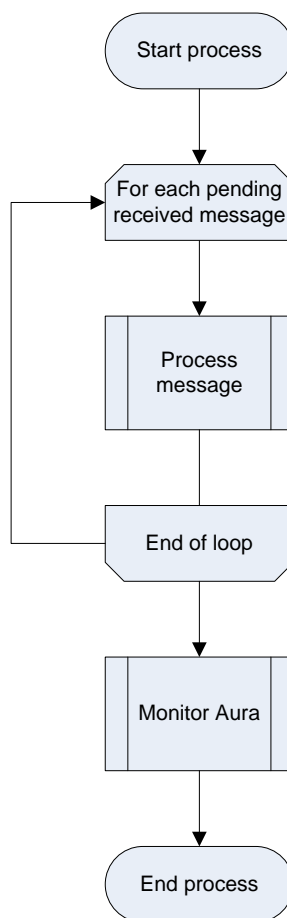 Start process
For each pending
received message
Process
message
End of loop
Monitor Aura
End process